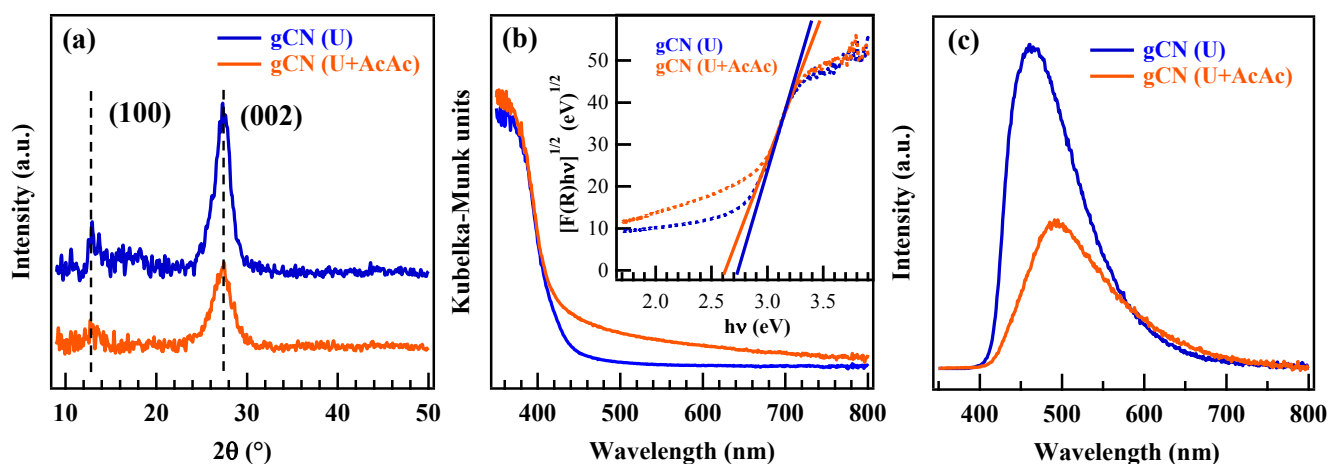 (a)
gCN (U)
gCN (U+AcAc)
(100)
(002)
Intensity (a.u.)
10 20 30 40 50
2θ (°)
(b)
gCN (U)
gCN (U+AcAc)
Kubelka-Munk units
[F(R)hν]^1/2 (eV)^1/2
60
50
40
30
20
10
0
2.0 2.5 3.0 3.5
hν (eV)
400 500 600 700 800
Wavelength (nm)
(c)
gCN (U)
gCN (U+AcAc)
Intensity (a.u.)
400 500 600 700 800
Wavelength (nm)